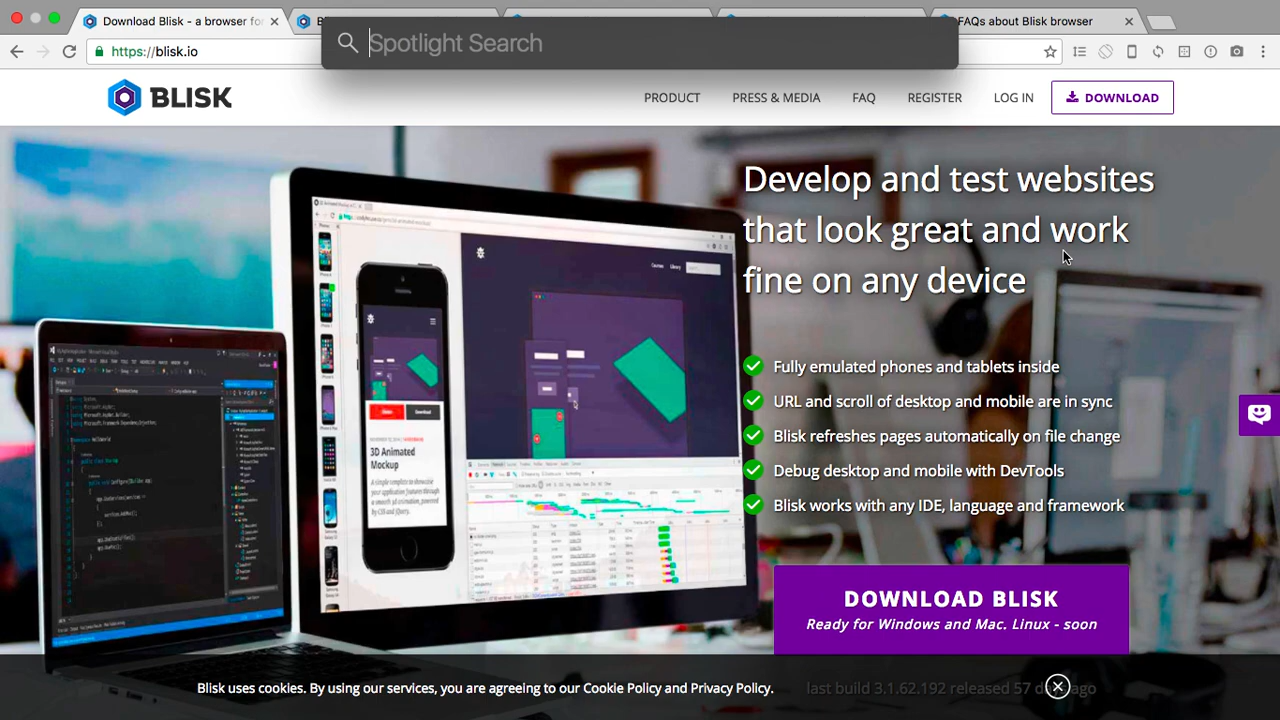 Download Blisk - a browser for
FAQs about Blisk browser
Spotlight Search
https://blisk.io
BLISK
PRODUCT
PRESS & MEDIA
FAQ
REGISTER
LOG IN
DOWNLOAD
Develop and test websites
that look great and work
fine on any device
Fully emulated phones and tablets inside
URL and scroll of desktop and mobile are in sync
Blisk refreshes pages automatically on file change
Debug desktop and mobile with DevTools
Blisk works with any IDE, language and framework
3D Animated
Mockup
DOWNLOAD BLISK
Ready for Windows and Mac. Linux - soon
Blisk uses cookies. By using our services, you are agreeing to our Cookie Policy and Privacy Policy.
last build 3.1.62.192 released 57 ago